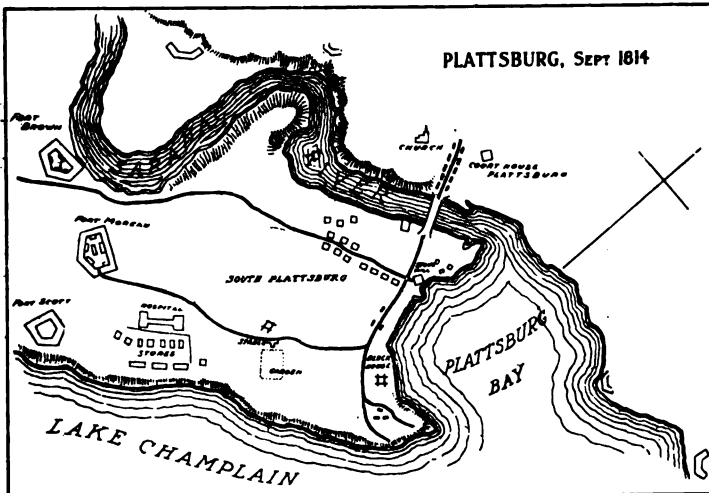 PLATTSBURG, SEPT 1814
FORT
BROWN
CHURCH
COURT HOUSE
PLATTSBURG
FORT MOREAU
SOUTH PLATTSBURG
FORT SCOTT
HOSPITAL
STORES
GARDEN
BLOCK
HOUSE
PLATTSBURG
BAY
LAKE CHAMPLAIN